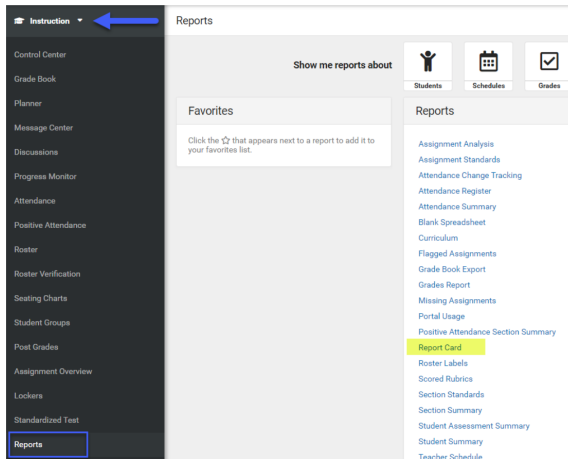 Instruction
Reports
Control Center
Grade Book
Planner
Message Center
Discussions
Progress Monitor
Attendance
Positive Attendance
Roster
Roster Verification
Seating Charts
Student Groups
Post Grades
Assignment Overview
Lockers
Standardized Test
Reports
Show me reports about
Students
Schedules
Grades
Favorites
Click the ☆ that appears next to a report to add it to
your favorites list.
Reports
Assignment Analysis
Assignment Standards
Attendance Change Tracking
Attendance Register
Attendance Summary
Blank Spreadsheet
Curriculum
Flagged Assignments
Grade Book Export
Grades Report
Missing Assignments
Portal Usage
Positive Attendance Section Summary
Report Card
Roster Labels
Scored Rubrics
Section Standards
Section Summary
Student Assessment Summary
Student Summary
Teacher Schedule